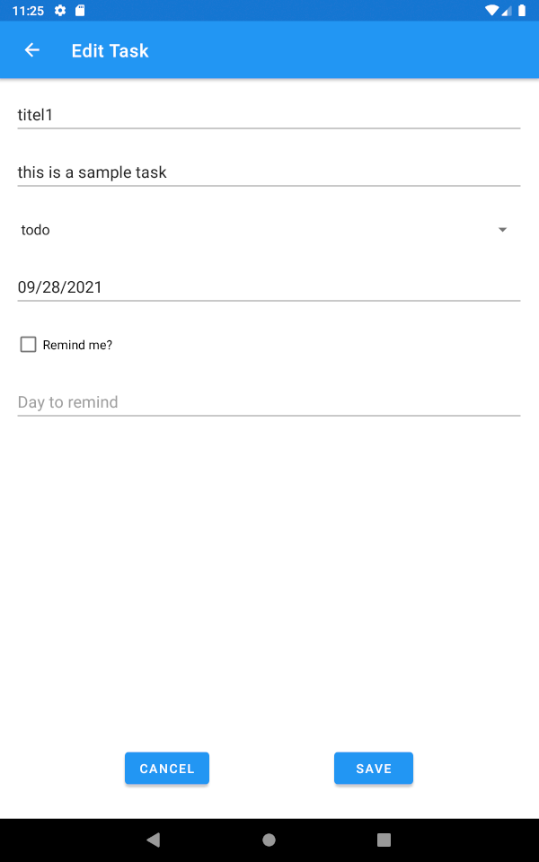 11:25
Edit Task
titel1
this is a sample task
todo
09/28/2021
Remind me?
Day to remind
CANCEL SAVE